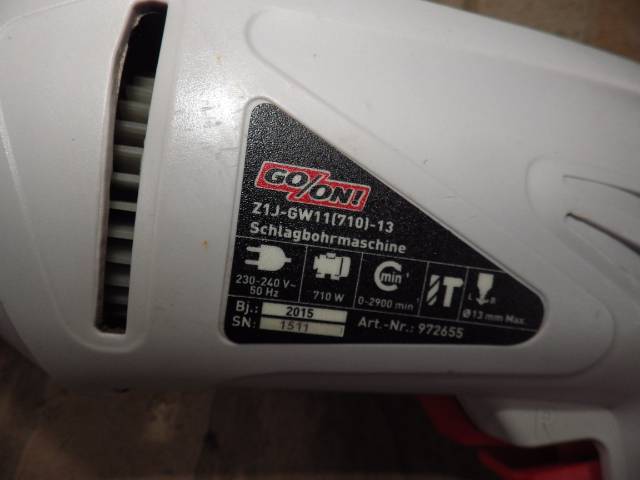 GO/ON!
Z1J-GW11(710)-13
Schlagbohrmaschine
230-240 V~
50 Hz
710 W
min⁻¹
0-2900 min⁻¹
T
L R
Ø13 mm Max.
Bj.: 2015
SN: 1511
Art.-Nr.: 972655